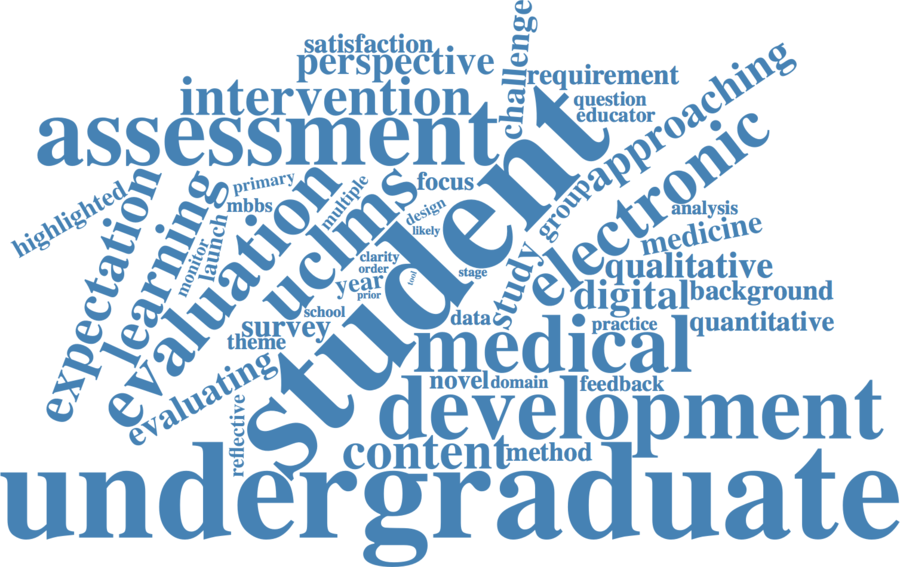 satisfaction
perspective
challenge
requirement
intervention
question
educator
approaching
assessment
student
electronic
highlighted
expectation
learning
primary
mbbs
launch
monitor
evaluation
multiple
uclms
focus
design
likely
group
analysis
medicine
clarity
order
tool
stage
study
qualitative
year
prior
digital
background
school
survey
theme
data
practice
quantitative
medical
evaluating
novel
domain
feedback
reflective
development
content
method
undergraduate